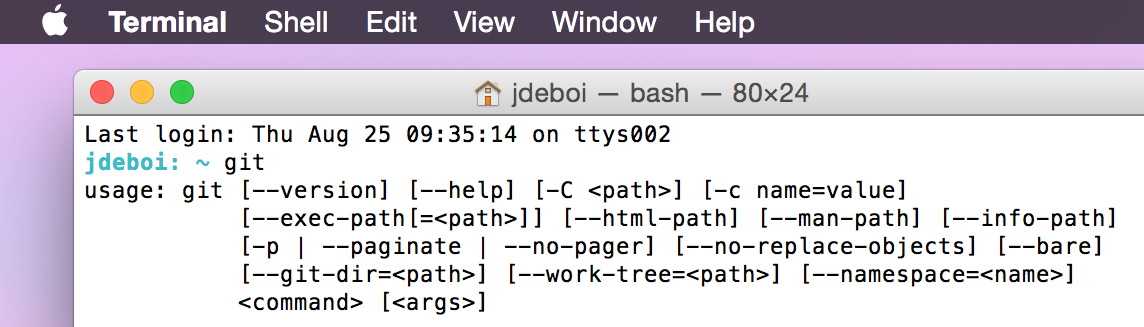 Terminal Shell Edit View Window Help
jdeboi — bash — 80×24
Last login: Thu Aug 25 09:35:14 on ttys002
jdeboi: ~ git
usage: git [--version] [--help] [-C <path>] [-c name=value]
[--exec-path[=<path>]] [--html-path] [--man-path] [--info-path]
[-p | --paginate | --no-pager] [--no-replace-objects] [--bare]
[--git-dir=<path>] [--work-tree=<path>] [--namespace=<name>]
<command> [<args>]